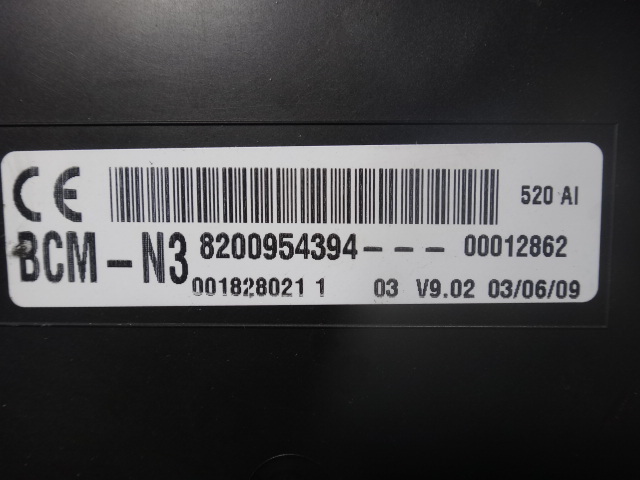 CE 520 AI
BCM-N3 8200954394--- 00012862
001828021 1 03 V9.02 03/06/09